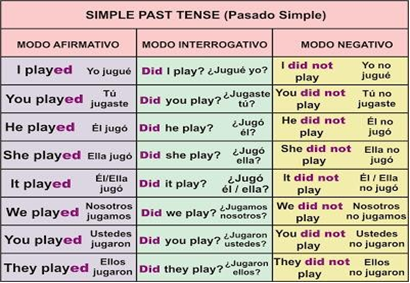 SIMPLE PAST TENSE (Pasado Simple)
MODO AFIRMATIVO MODO INTERROGATIVO MODO NEGATIVO
I played Yo jugué Did I play? ¿Jugué yo? I did not play Yo no jugué
You played Tú jugaste Did you play? ¿Jugaste tú? You did not play Tú no jugaste
He played Él jugó Did he play? ¿Jugó él? He did not play Él no jugó
She played Ella jugó Did she play? ¿Jugó ella? She did not play Ella no jugó
It played Él/Ella jugó Did it play? ¿Jugó él / ella? It did not play Él / Ella no jugó
We played Nosotros jugamos Did we play? ¿Jugamos nosotros? We did not play Nosotros no jugamos
You played Ustedes jugaron Did you play? ¿Jugaron ustedes? You did not play Ustedes no jugaron
They played Ellos jugaron Did they play? ¿Jugaron ellos? They did not play Ellos no jugaron